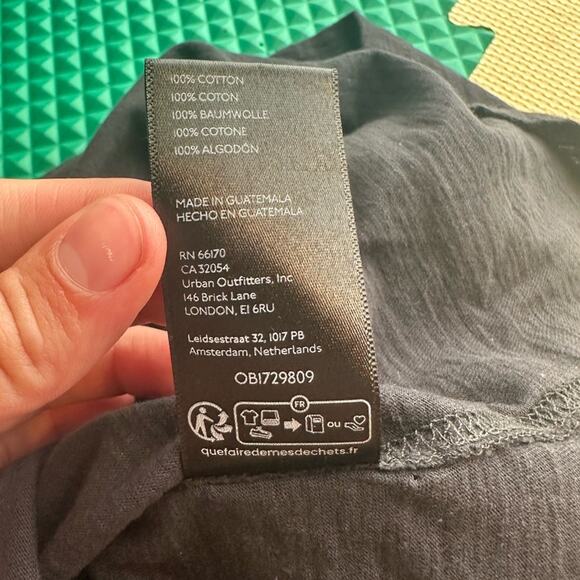 100% COTTON
100% COTON
100% BAUMWOLLE
100% COTONE
100% ALGODÓN
MADE IN GUATEMALA
HECHO EN GUATEMALA
RN 66170
CA 32054
Urban Outfitters, Inc
146 Brick Lane
LONDON, E1 6RU
Leidsestraat 32, 1017 PB
Amsterdam, Netherlands
OB1729809
FR
OU
quefairedemesdechets.fr